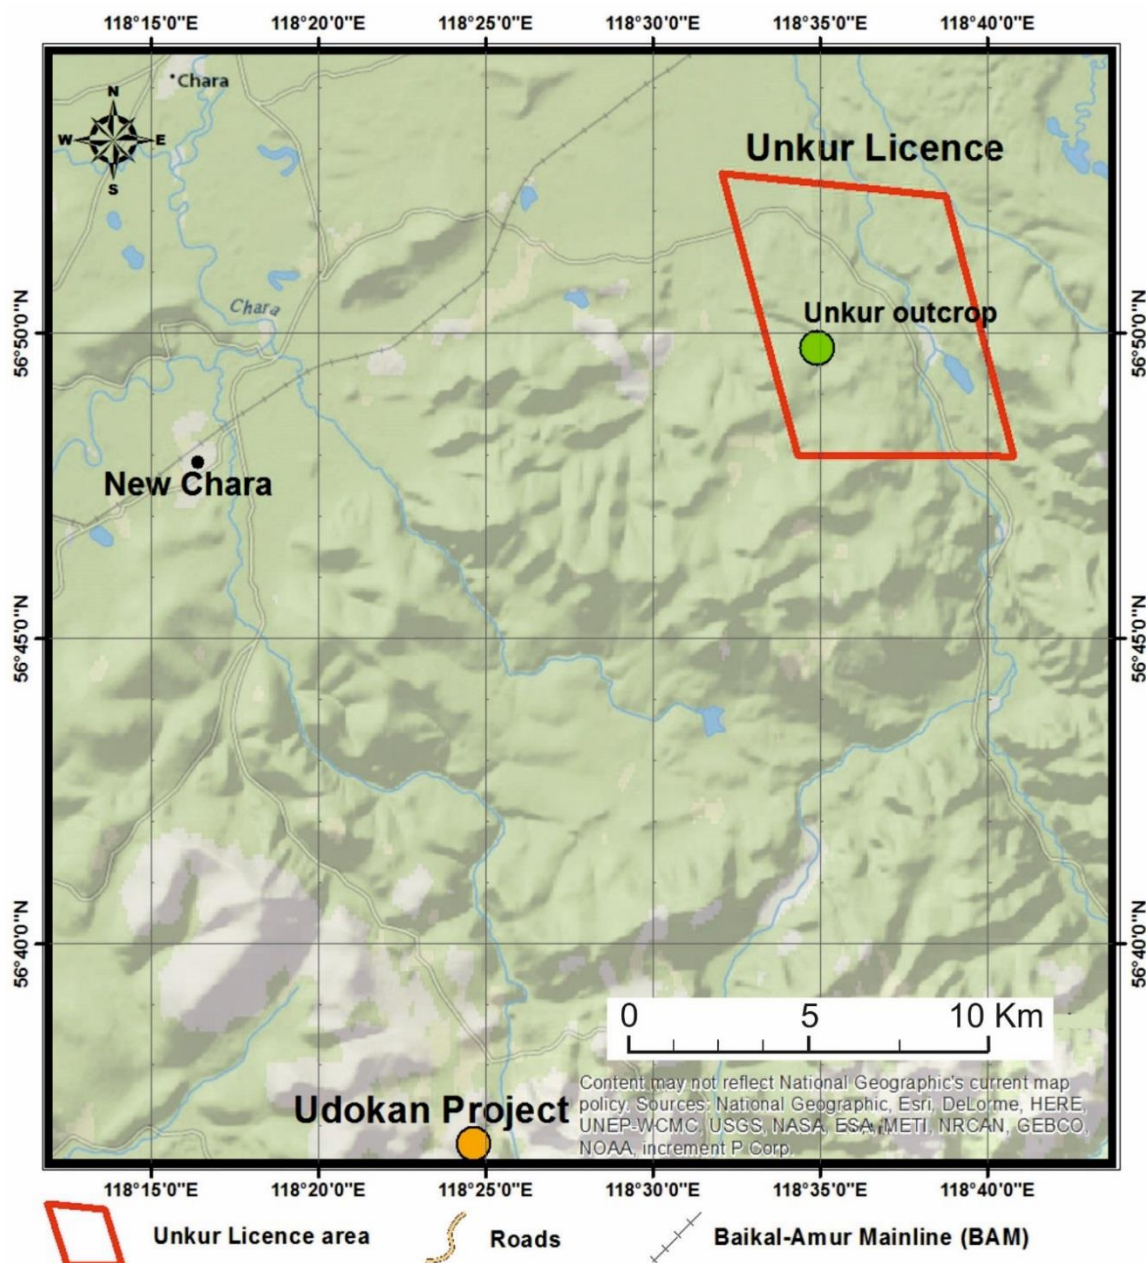 118°15'0"E 118°20'0"E 118°25'0"E 118°30'0"E 118°35'0"E 118°40'0"E
Chara
N
W E
S
Unkur Licence
Chara
Unkur outcrop
56°50'0"N 56°50'0"N
New Chara
56°45'0"N 56°45'0"N
56°40'0"N 56°40'0"N
0 5 10 Km
Content may not reflect National Geographic's current map
policy. Sources: National Geographic, Esri, DeLorme, HERE,
UNEP-WCMC, USGS, NASA, ESA, METI, NRCAN, GEBCO,
NOAA, increment P Corp.
Udokan Project
118°15'0"E 118°20'0"E 118°25'0"E 118°30'0"E 118°35'0"E 118°40'0"E
Unkur Licence area Roads Baikal-Amur Mainline (BAM)